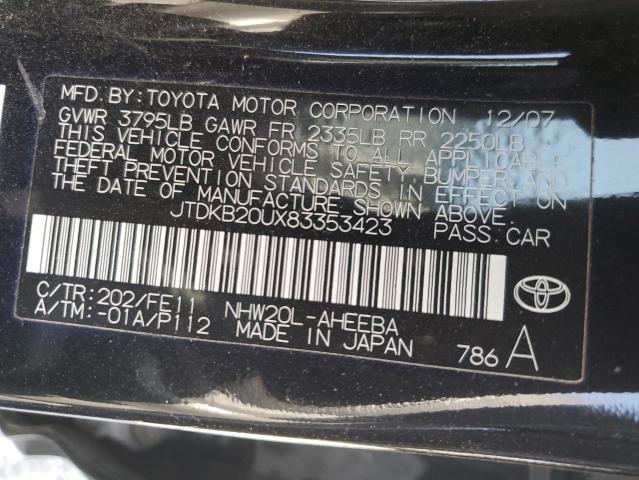 MFD. BY: TOYOTA MOTOR CORPORATION 12/07
GVWR 3795LB GAWR FR 2335LB RR 2250LB
THIS VEHICLE CONFORMS TO ALL APPLICABLE
FEDERAL MOTOR VEHICLE SAFETY, BUMPER, AND
THEFT PREVENTION STANDARDS IN EFFECT ON
THE DATE OF MANUFACTURE SHOWN ABOVE.
JTDKB20UX83353423 PASS. CAR
C/TR: 202/FE11 NHW20L-AHEEBA
A/TM: -01A/P112 MADE IN JAPAN
786 A